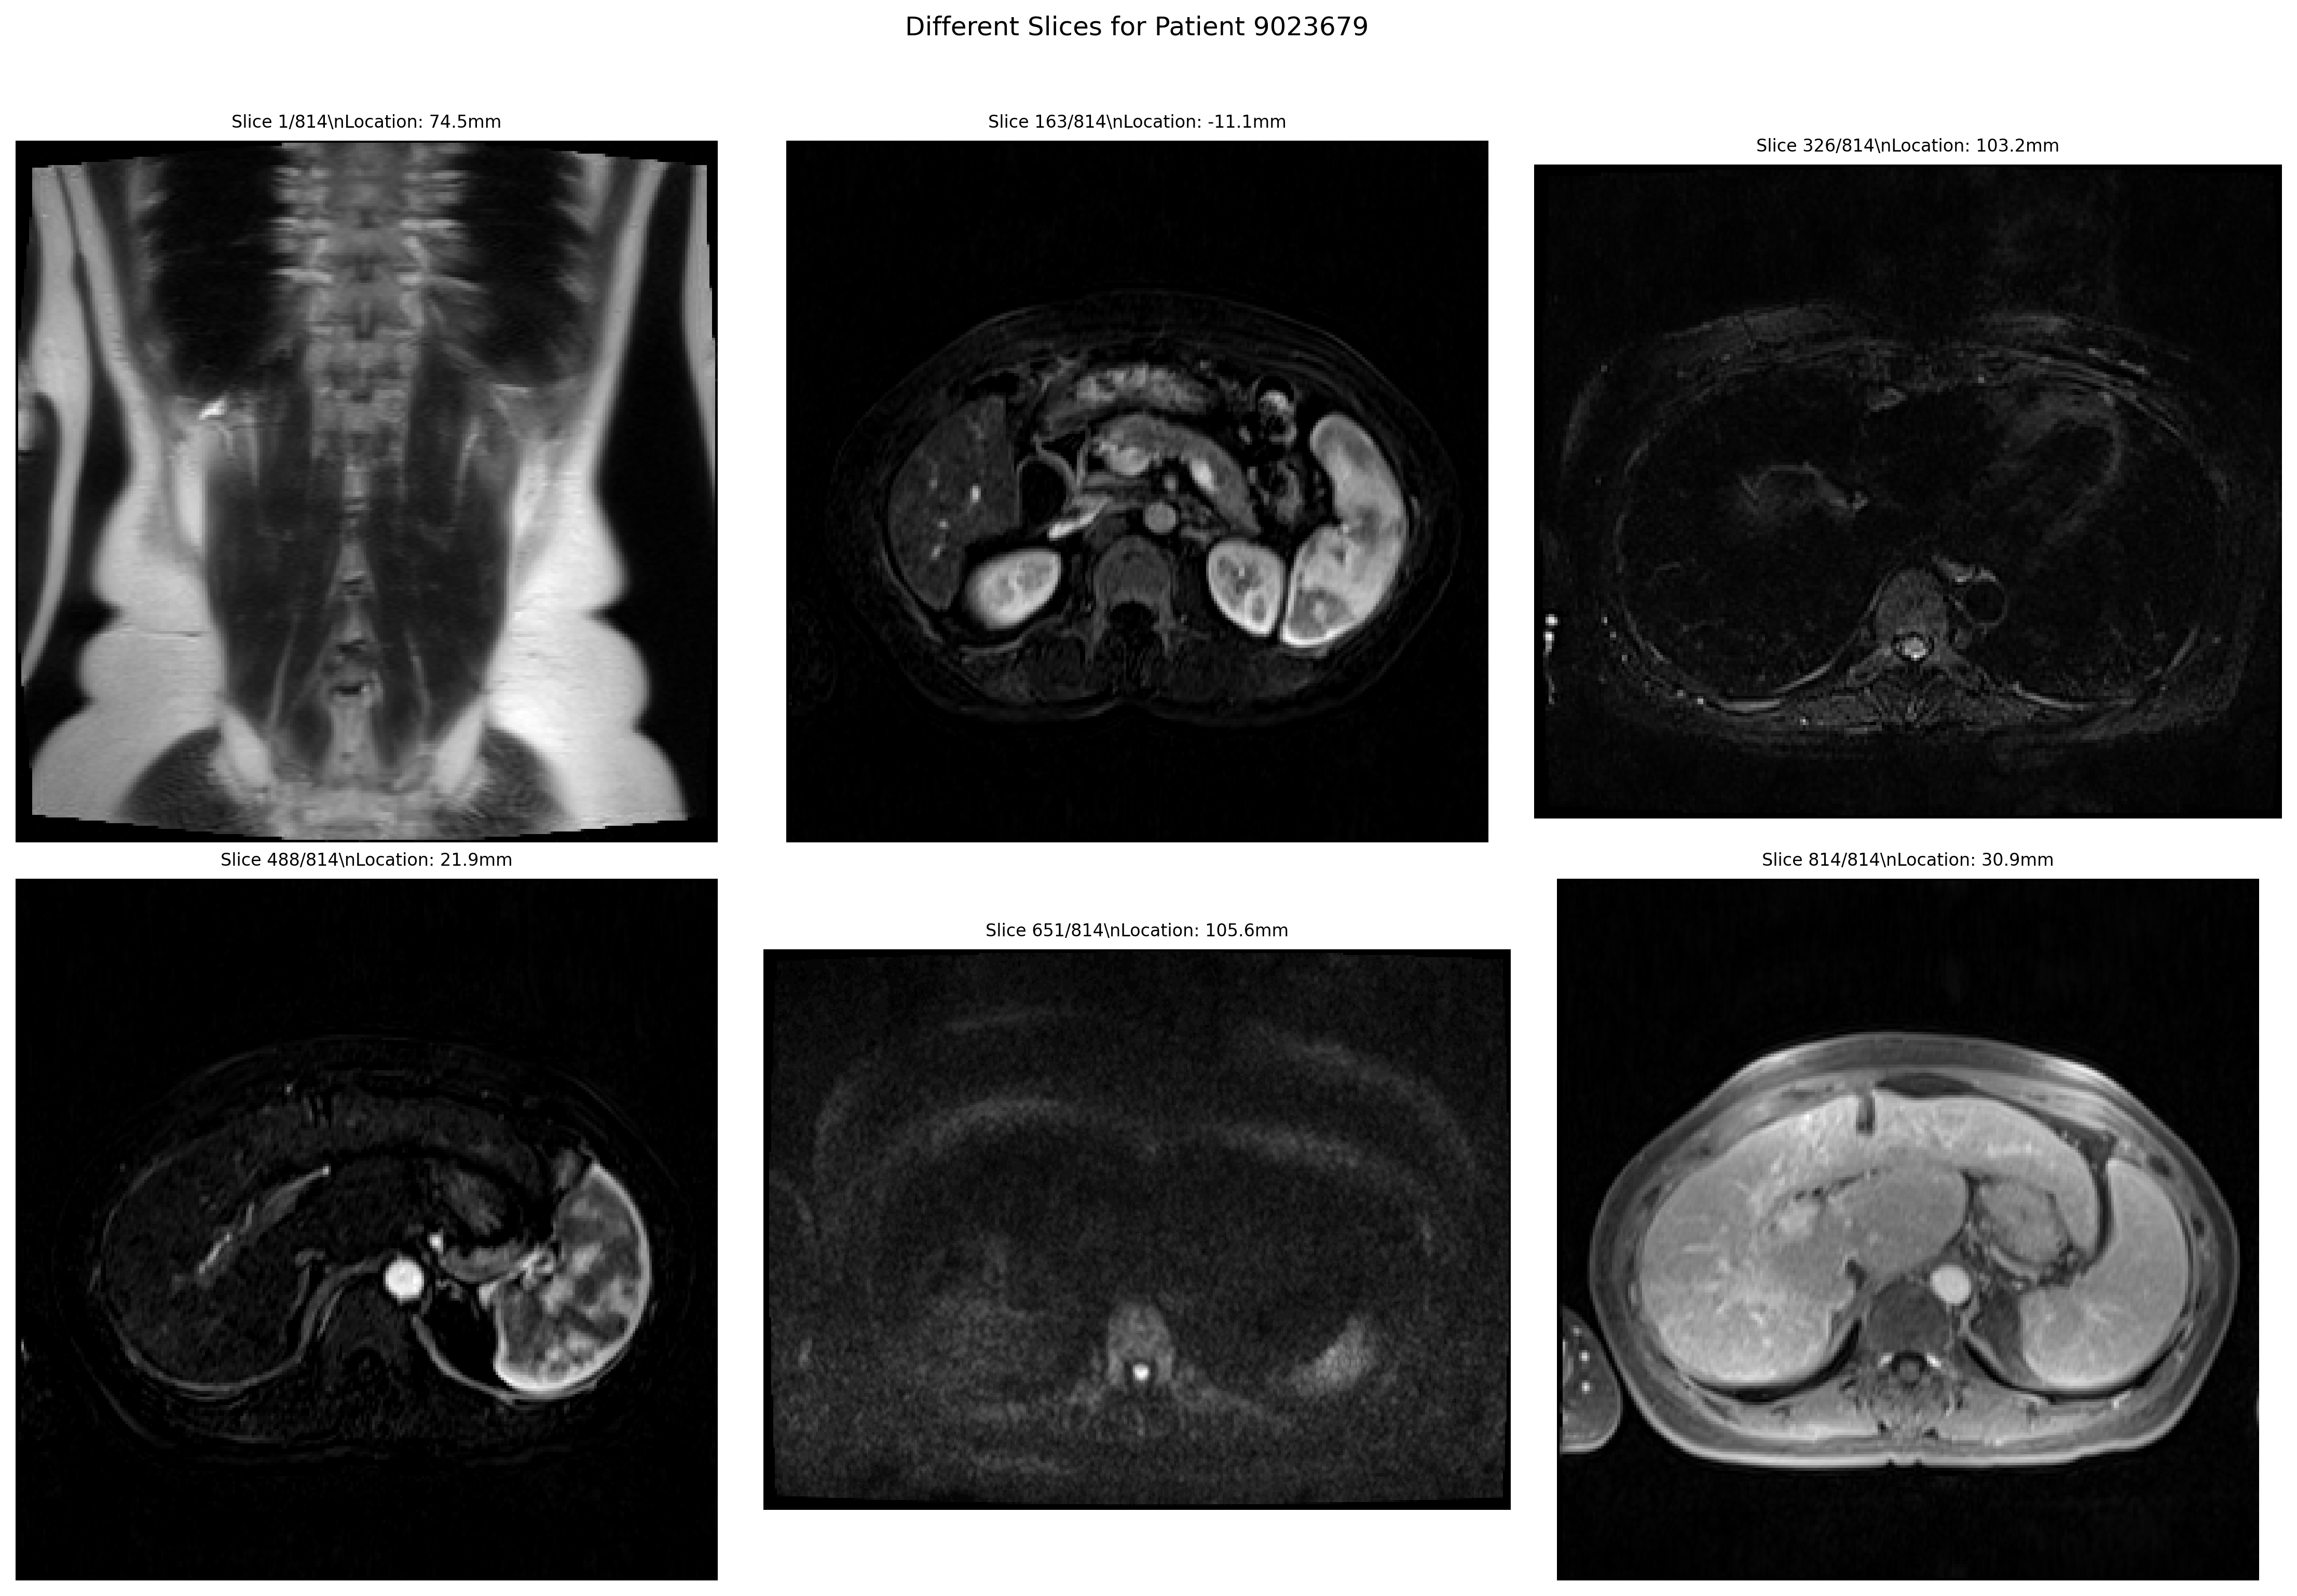 Different Slices for Patient 9023679
Slice 1/814\nLocation: 74.5mm
Slice 163/814\nLocation: -11.1mm
Slice 326/814\nLocation: 103.2mm
Slice 488/814\nLocation: 21.9mm
Slice 651/814\nLocation: 105.6mm
Slice 814/814\nLocation: 30.9mm